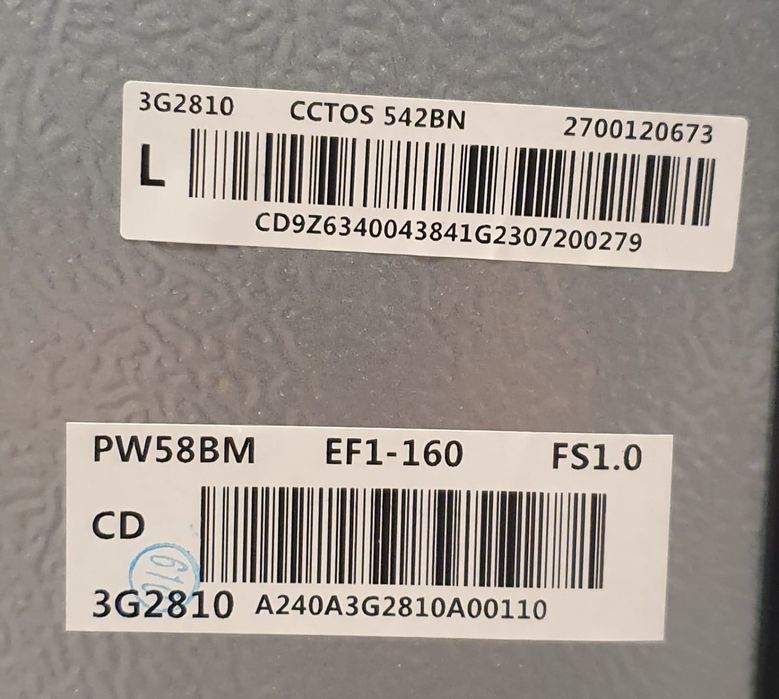 3G2810 CCTOS 542BN 2700120673
L
CD9Z6340043841G2307200279
PW58BM EF1-160 FS1.0
CD
3G2810 A240A3G2810A00110